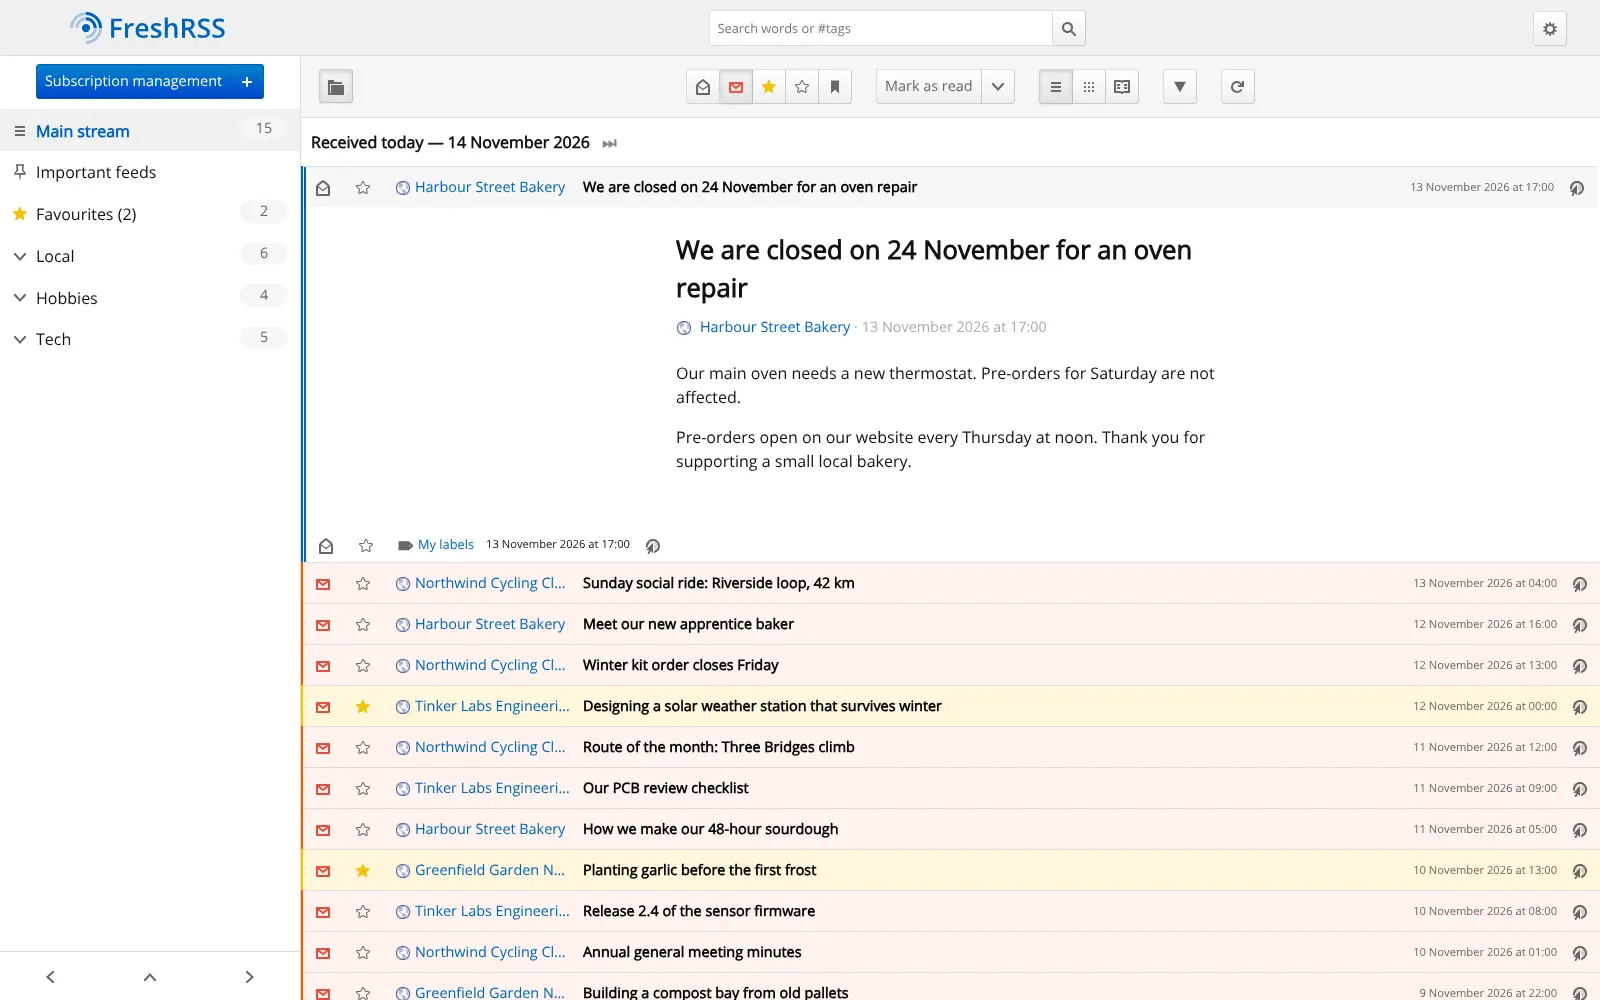 FreshRSS
Search words or #tags
Subscription management +
Main stream 15
Important feeds
Favourites (2) 2
Local 6
Hobbies 4
Tech 5
Mark as read
Received today — 14 November 2026
Harbour Street Bakery We are closed on 24 November for an oven repair 13 November 2026 at 17:00
We are closed on 24 November for an oven
repair
Harbour Street Bakery · 13 November 2026 at 17:00
Our main oven needs a new thermostat. Pre-orders for Saturday are not
affected.
Pre-orders open on our website every Thursday at noon. Thank you for
supporting a small local bakery.
My labels 13 November 2026 at 17:00
Northwind Cycling Cl... Sunday social ride: Riverside loop, 42 km 13 November 2026 at 04:00
Harbour Street Bakery Meet our new apprentice baker 12 November 2026 at 16:00
Northwind Cycling Cl... Winter kit order closes Friday 12 November 2026 at 13:00
Tinker Labs Engineeri... Designing a solar weather station that survives winter 12 November 2026 at 00:00
Northwind Cycling Cl... Route of the month: Three Bridges climb 11 November 2026 at 12:00
Tinker Labs Engineeri... Our PCB review checklist 11 November 2026 at 09:00
Harbour Street Bakery How we make our 48-hour sourdough 11 November 2026 at 05:00
Greenfield Garden N... Planting garlic before the first frost 10 November 2026 at 13:00
Tinker Labs Engineeri... Release 2.4 of the sensor firmware 10 November 2026 at 08:00
Northwind Cycling Cl... Annual general meeting minutes 10 November 2026 at 01:00
Greenfield Garden N... Building a compost bay from old pallets 9 November 2026 at 22:00